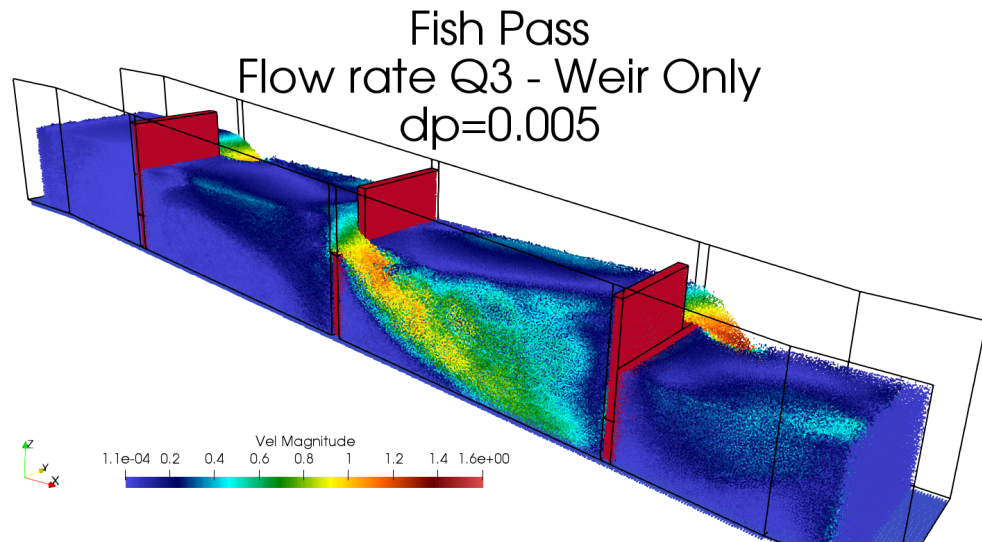 Fish Pass
Flow rate Q3 - Weir Only
dp=0.005
Vel Magnitude
1.1e-04 0.2 0.4 0.6 0.8 1 1.2 1.4 1.6e+00
Z
Y
X